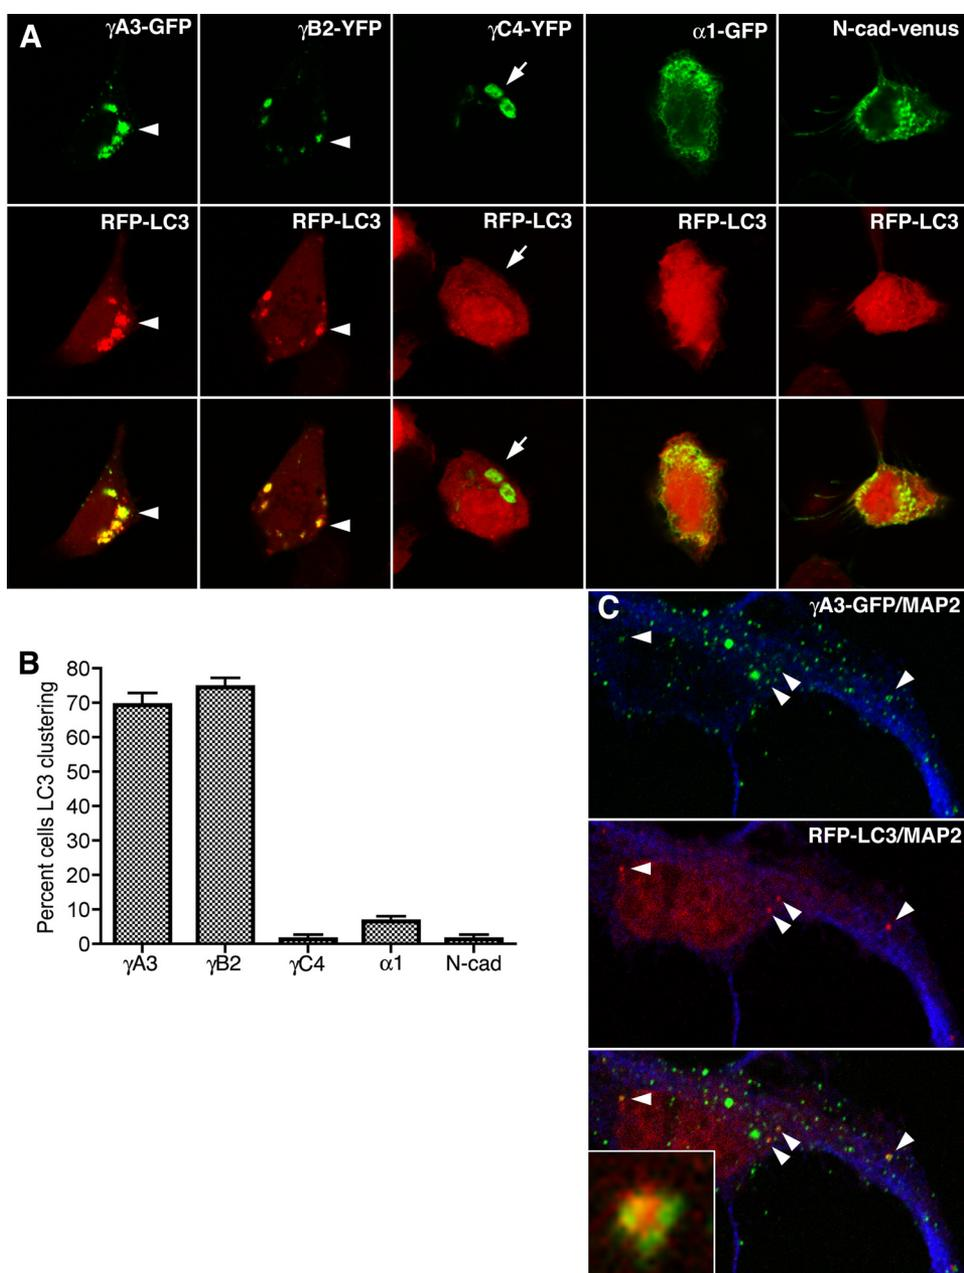 A
γA3-GFP
γB2-YFP
γC4-YFP
α1-GFP
N-cad-venus
RFP-LC3
RFP-LC3
RFP-LC3
RFP-LC3
RFP-LC3
B
Percent cells LC3 clustering
80
70
60
50
40
30
20
10
0
γA3
γB2
γC4
α1
N-cad
C
γA3-GFP/MAP2
RFP-LC3/MAP2